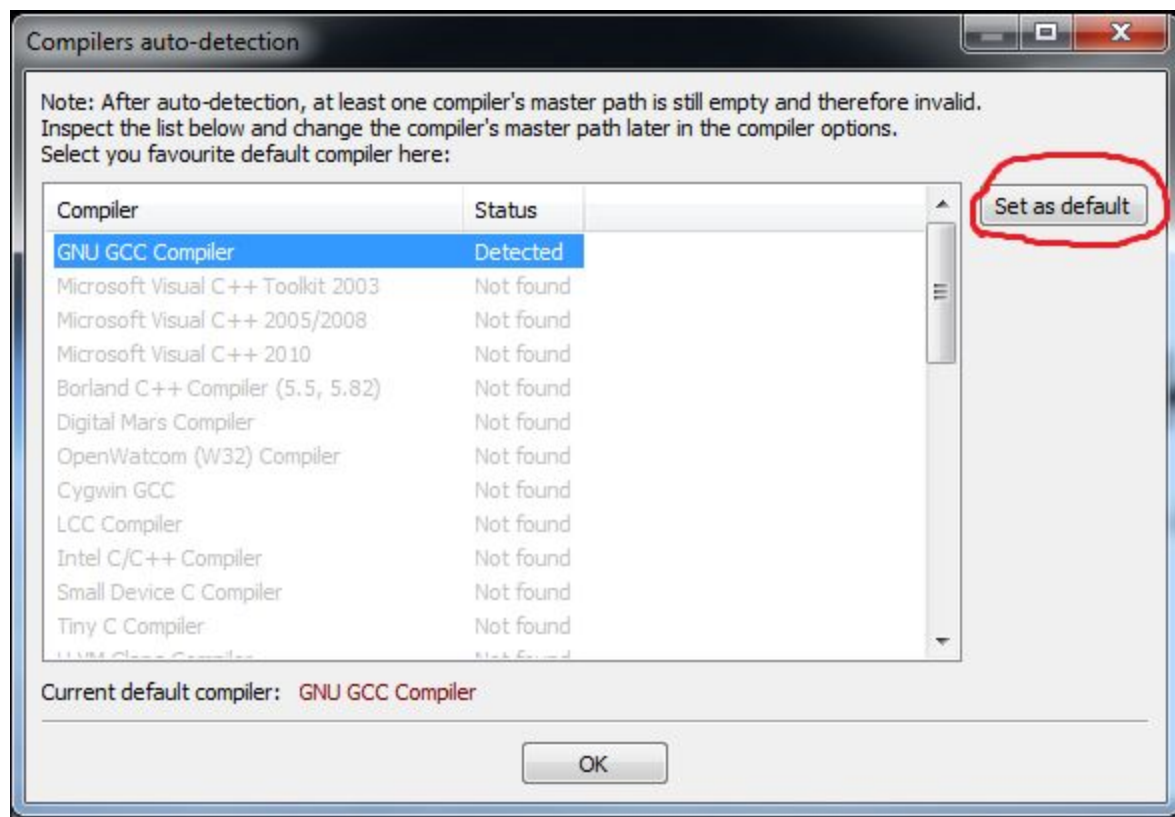 Compilers auto-detection
Note: After auto-detection, at least one compiler's master path is still empty and therefore invalid.
Inspect the list below and change the compiler's master path later in the compiler options.
Select you favourite default compiler here:
Compiler Status
Set as default
GNU GCC Compiler Detected
Microsoft Visual C++ Toolkit 2003 Not found
Microsoft Visual C++ 2005/2008 Not found
Microsoft Visual C++ 2010 Not found
Borland C++ Compiler (5.5, 5.82) Not found
Digital Mars Compiler Not found
OpenWatcom (W32) Compiler Not found
Cygwin GCC Not found
LCC Compiler Not found
Intel C/C++ Compiler Not found
Small Device C Compiler Not found
Tiny C Compiler Not found
Current default compiler: GNU GCC Compiler
OK